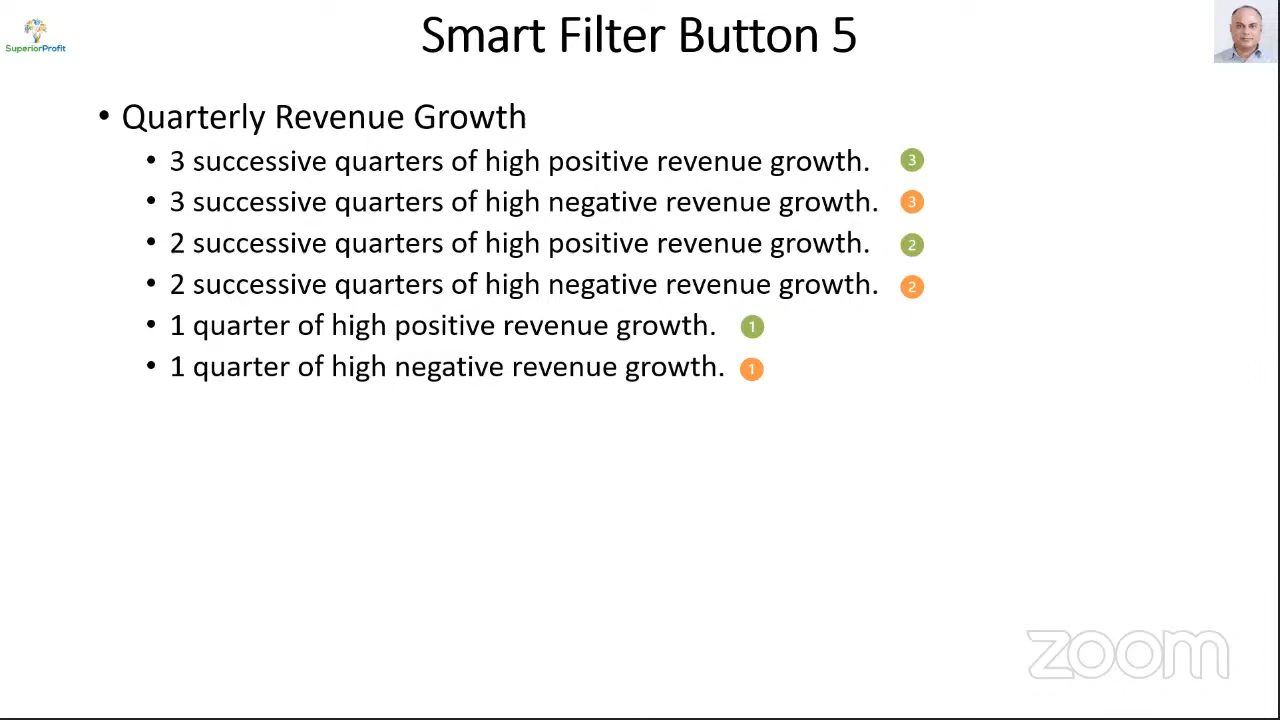 Smart Filter Button 5
SuperiorProfit
• Quarterly Revenue Growth
• 3 successive quarters of high positive revenue growth. 3
• 3 successive quarters of high negative revenue growth. 3
• 2 successive quarters of high positive revenue growth. 2
• 2 successive quarters of high negative revenue growth. 2
• 1 quarter of high positive revenue growth. 1
• 1 quarter of high negative revenue growth. 1
zoom